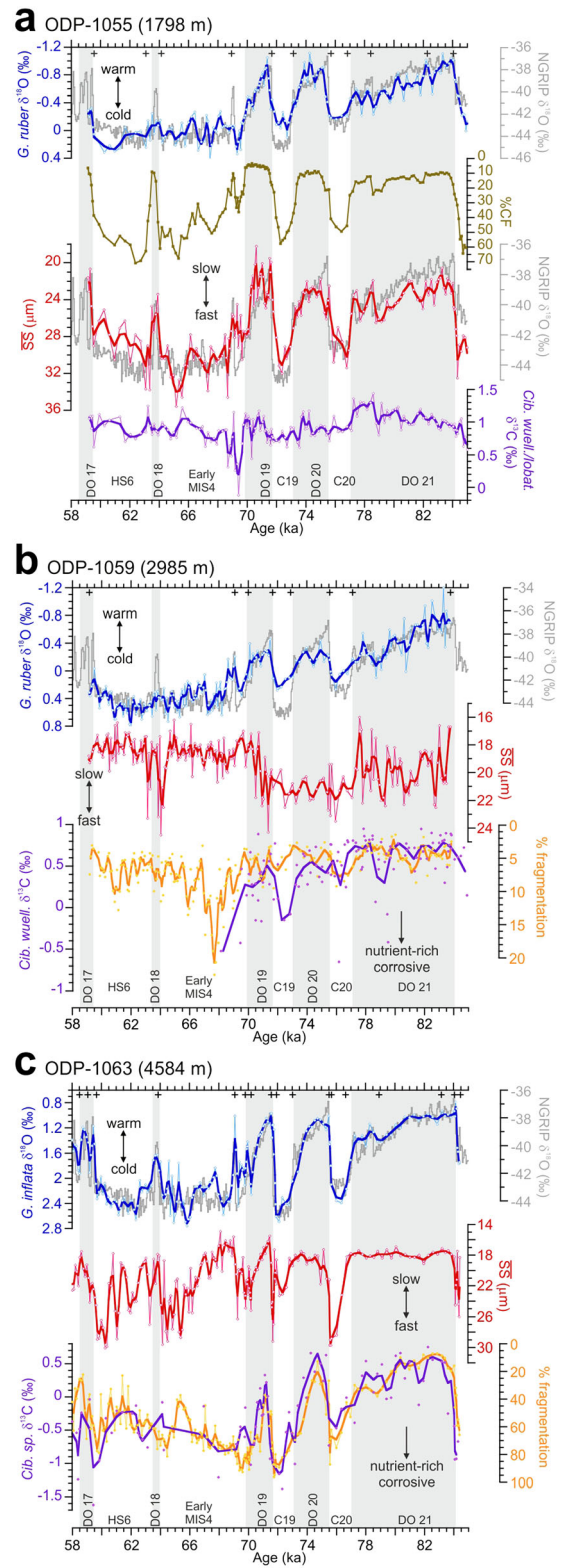 a ODP-1055 (1798 m)
-1.2
-0.8
-0.4
0
0.4
G. ruber δ¹⁸O (‰)
warm
cold
-36
-38
-40
-42
-44
-46
NGRIP δ¹⁸O (‰)
0
10
20
30
40
50
60
70
%CF
20
24
28
32
36
SS (μm)
slow
fast
-36
-38
-40
-42
-44
NGRIP δ¹⁸O (‰)
1.5
1
0.5
0
Cib. wuell./lobat.
δ¹³C (‰)
DO 17
HS6
DO 18
Early
MIS4
DO 19
C19
DO 20
C20
DO 21
58 62 66 70 74 78 82
Age (ka)
b ODP-1059 (2985 m)
-1.2
-0.8
-0.4
0
0.4
0.8
G. ruber δ¹⁸O (‰)
warm
cold
-34
-36
-38
-40
-42
-44
NGRIP δ¹⁸O (‰)
16
18
20
22
24
SS (μm)
slow
fast
1
0.5
0
-0.5
-1
Cib. wuell. δ¹³C (‰)
0
5
10
15
20
% fragmentation
nutrient-rich
corrosive
DO 17
HS6
DO 18
Early
MIS4
DO 19
C19
DO 20
C20
DO 21
58 62 66 70 74 78 82
Age (ka)
c ODP-1063 (4584 m)
0.8
1.2
1.6
2
2.4
2.8
G. inflata δ¹⁸O (‰)
warm
cold
-36
-38
-40
-42
-44
NGRIP δ¹⁸O (‰)
14
18
22
26
30
SS (μm)
slow
fast
0.5
0
-0.5
-1
-1.5
Cib. sp. δ¹³C (‰)
0
20
40
60
80
100
% fragmentation
nutrient-rich
corrosive
DO 17
HS6
DO 18
Early
MIS4
DO 19
C19
DO 20
C20
DO 21
58 62 66 70 74 78 82
Age (ka)